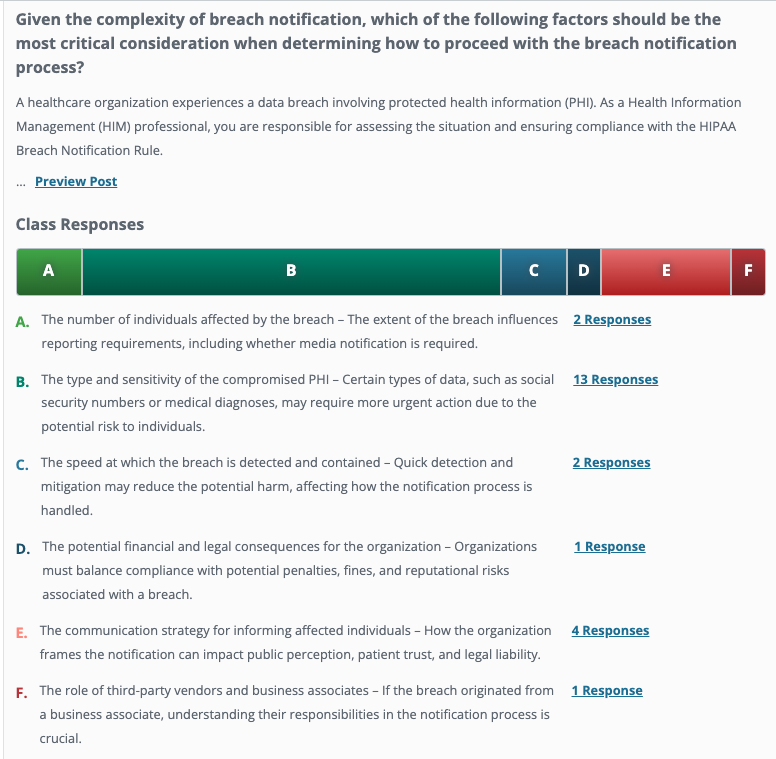 Given the complexity of breach notification, which of the following factors should be the
most critical consideration when determining how to proceed with the breach notification
process?
A healthcare organization experiences a data breach involving protected health information (PHI). As a Health Information
Management (HIM) professional, you are responsible for assessing the situation and ensuring compliance with the HIPAA
Breach Notification Rule.
... Preview Post
Class Responses
A B C D E F
A. The number of individuals affected by the breach – The extent of the breach influences 2 Responses
reporting requirements, including whether media notification is required.
B. The type and sensitivity of the compromised PHI – Certain types of data, such as social 13 Responses
security numbers or medical diagnoses, may require more urgent action due to the
potential risk to individuals.
C. The speed at which the breach is detected and contained – Quick detection and 2 Responses
mitigation may reduce the potential harm, affecting how the notification process is
handled.
D. The potential financial and legal consequences for the organization – Organizations 1 Response
must balance compliance with potential penalties, fines, and reputational risks
associated with a breach.
E. The communication strategy for informing affected individuals – How the organization 4 Responses
frames the notification can impact public perception, patient trust, and legal liability.
F. The role of third-party vendors and business associates – If the breach originated from 1 Response
a business associate, understanding their responsibilities in the notification process is
crucial.